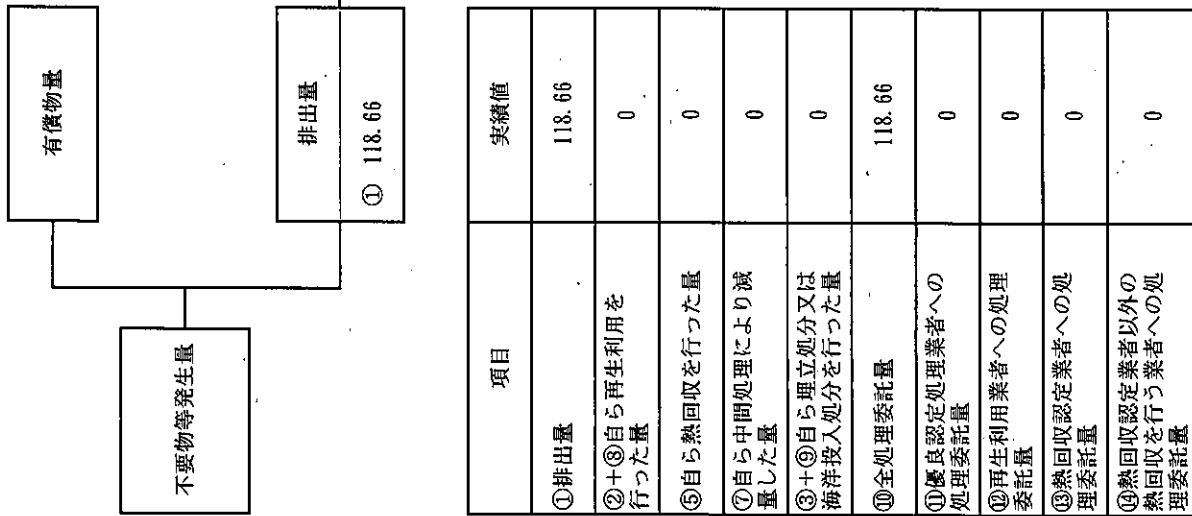 不要物等発生量
有償物量
排出量
① 118.66
項目
実績値
①排出量
118.66
②+⑧自ら再生利用を
行った量
0
⑤自ら熱回収を行った量
0
⑦自ら中間処理により減
量した量
0
③+⑨自ら埋立処分又は
海洋投入処分を行った量
0
⑩全処理委託量
118.66
⑪優良認定処理業者への
処理委託量
0
⑫再生利用業者への処理
委託量
0
⑬熱回収認定業者への処
理委託量
0
⑭熱回収認定業者以外の
熱回収を行う業者への処
理委託量
0